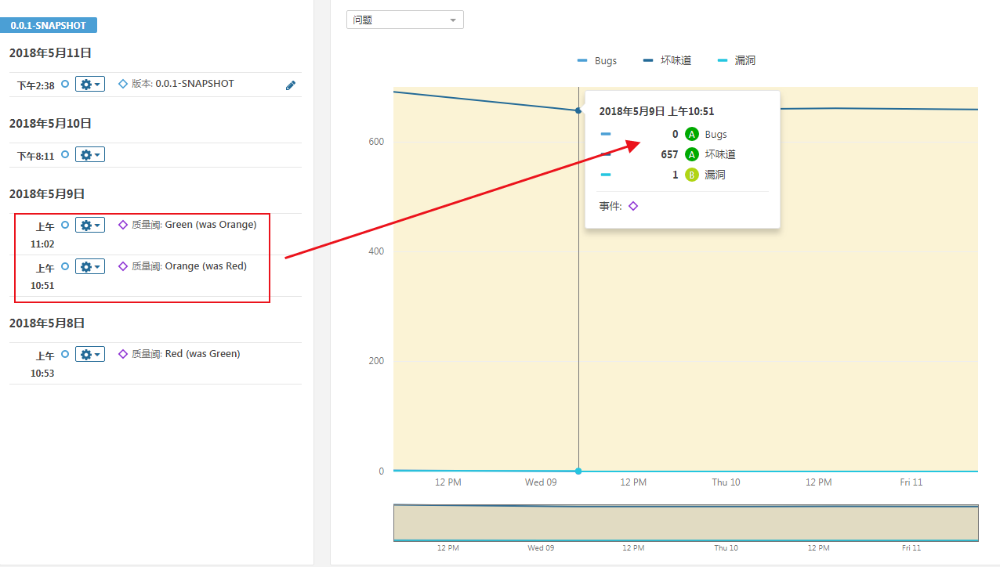 0.0.1-SNAPSHOT
2018年5月11日
下午2:38 版本: 0.0.1-SNAPSHOT
2018年5月10日
下午8:11
2018年5月9日
上午 质量阈: Green (was Orange)
11:02
上午 质量阈: Orange (was Red)
10:51
2018年5月8日
上午 质量阈: Red (was Green)
10:53
问题
Bugs 坏味道 漏洞
2018年5月9日 上午10:51
0 A Bugs
657 A 坏味道
1 B 漏洞
事件:
600
400
200
0
12 PM Wed 09 12 PM Thu 10 12 PM Fri 11
12 PM Wed 09 12 PM Thu 10 12 PM Fri 11